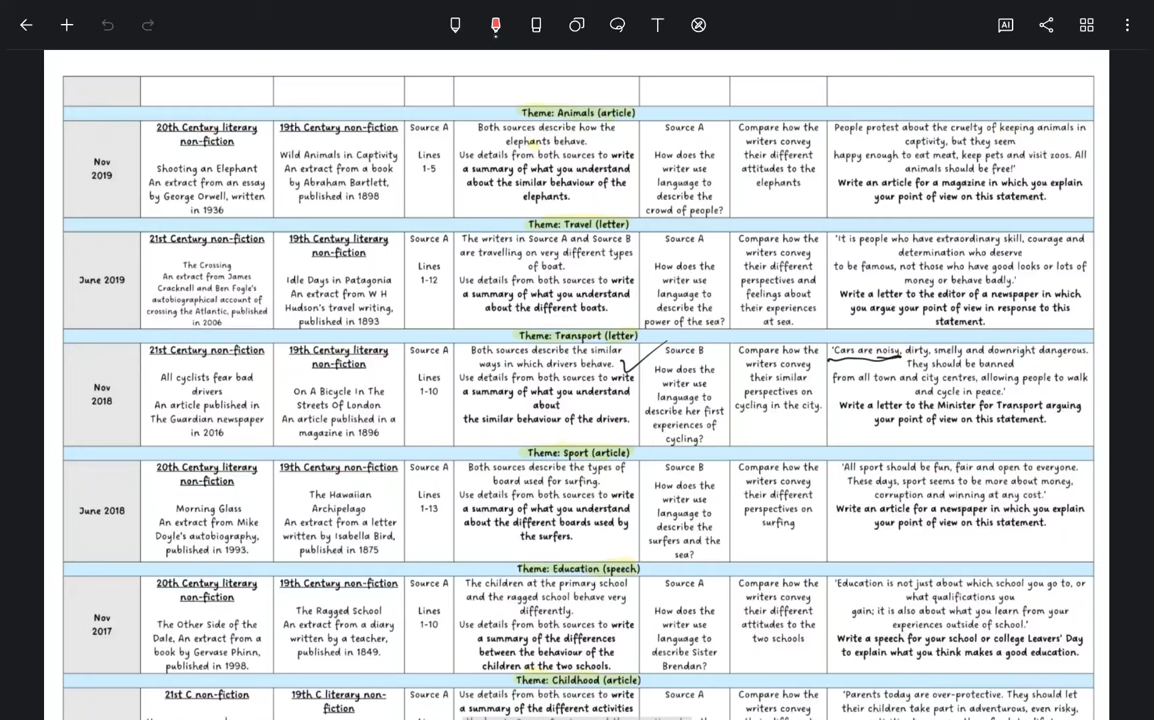 AI
T
Theme: Animals (article)
Nov
2019
20th Century literary
non-fiction
Shooting an Elephant
An extract from an essay
by George Orwell, written
in 1936
19th Century non-fiction
Wild Animals in Captivity
An extract from a book
by Abraham Bartlett,
published in 1898
Source A
Lines
1-5
Both sources describe how the
elephants behave.
Use details from both sources to write
a summary of what you understand
about the similar behaviour of the
elephants.
Source A
How does the
writer use
language to
describe the
crowd of people?
Compare how the
writers convey
their different
attitudes to the
elephants
People protest about the cruelty of keeping animals in
captivity, but they seem
happy enough to eat meat, keep pets and visit zoos. All
animals should be free!'
Write an article for a magazine in which you explain
your point of view on this statement.
Theme: Travel (letter)
June 2019
21st Century non-fiction
The Crossing
An extract from James
Cracknell and Ben Fogle's
autobiographical account of
crossing the Atlantic, published
in 2006
19th Century literary
non-fiction
Idle Days in Patagonia
An extract from W H
Hudson's travel writing,
published in 1893
Source A
Lines
1-12
The writers in Source A and Source B
are travelling on very different types
of boat.
Use details from both sources to write
a summary of what you understand
about the different boats.
Source A
How does the
writer use
language to
describe the
power of the sea?
Compare how the
writers convey
their different
perspectives and
feelings about
their experiences
at sea.
'It is people who have extraordinary skill, courage and
determination who deserve
to be famous, not those who have good looks or lots of
money or behave badly.'
Write a letter to the editor of a newspaper in which
you argue your point of view in response to this
statement.
Theme: Transport (letter)
Nov
2018
21st Century non-fiction
All cyclists fear bad
drivers
An article published in
The Guardian newspaper
in 2016
19th Century literary
non-fiction
On A Bicycle In The
Streets Of London
An article published in a
magazine in 1896
Source A
Lines
1-10
Both sources describe the similar
ways in which drivers behave.
Use details from both sources to write
a summary of what you understand
about
the similar behaviour of the drivers.
Source B
How does the
writer use
language to
describe her first
experiences of
cycling?
Compare how the
writers convey
their similar
perspectives on
cycling in the city.
'Cars are noisy, dirty, smelly and downright dangerous.
They should be banned
from all town and city centres, allowing people to walk
and cycle in peace.'
Write a letter to the Minister for Transport arguing
your point of view on this statement.
Theme: Sport (article)
June 2018
20th Century literary
non-fiction
Morning Glass
An extract from Mike
Doyle's autobiography,
published in 1993.
19th Century non-fiction
The Hawaiian
Archipelago
An extract from a letter
written by Isabella Bird,
published in 1875
Source A
Lines
1-13
Both sources describe the types of
board used for surfing.
Use details from both sources to write
a summary of what you understand
about the different boards used by
the surfers.
Source B
How does the
writer use
language to
describe the
surfers and the
sea?
Compare how the
writers convey
their different
perspectives on
surfing
'All sport should be fun, fair and open to everyone.
These days, sport seems to be more about money,
corruption and winning at any cost.'
Write an article for a newspaper in which you explain
your point of view on this statement.
Theme: Education (speech)
Nov
2017
20th Century literary
non-fiction
The Other Side of the
Dale, An extract from a
book by Gervase Phinn,
published in 1998.
19th Century non-fiction
The Ragged School
An extract from a diary
written by a teacher,
published in 1849.
Source A
Lines
1-10
The children at the primary school
and the ragged school behave very
differently.
Use details from both sources to write
a summary of the differences
between the behaviour of the
children at the two schools.
Source A
How does the
writer use
language to
describe Sister
Brendan?
Compare how the
writers convey
their different
attitudes to the
two schools
'Education is not just about which school you go to, or
what qualifications you
gain; it is also about what you learn from your
experiences outside of school.'
Write a speech for your school or college Leavers' Day
to explain what you think makes a good education.
Theme: Childhood (article)
21st C non-fiction
19th C literary non-
fiction
Source A
Use details from both sources to write
a summary of the different activities
Source A
Compare how the
writers convey
'Parents today are over-protective. They should let
their children take part in adventurous, even risky,